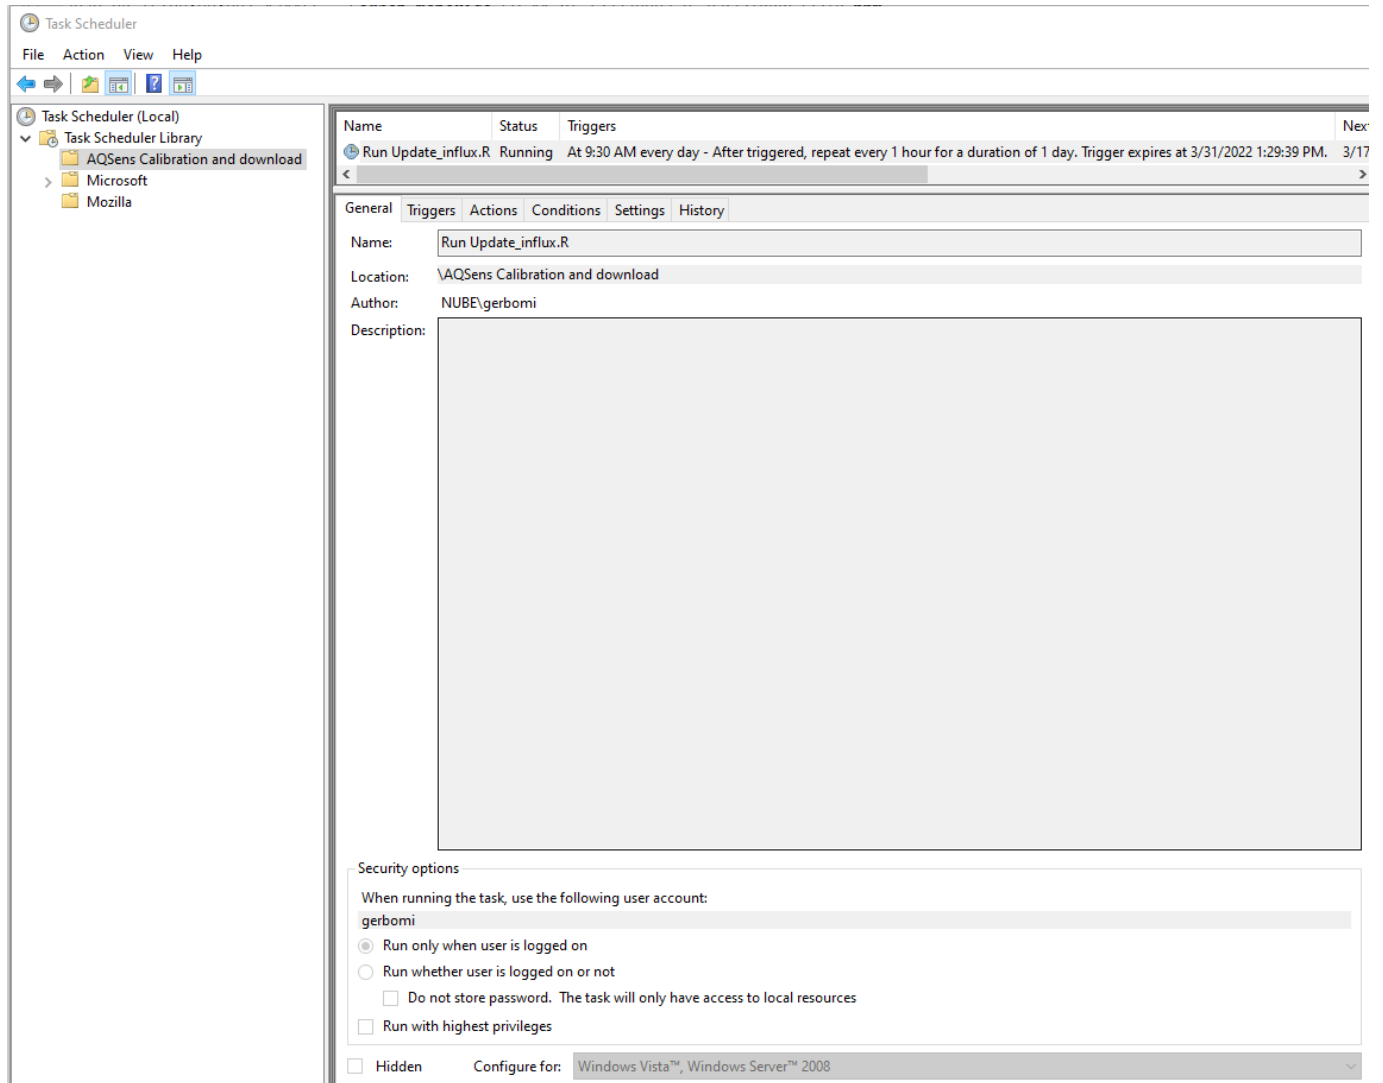 Task Scheduler
File Action View Help
Task Scheduler (Local)
Task Scheduler Library
AQSens Calibration and download
Microsoft
Mozilla
Name Status Triggers Nex
Run Update_influx.R Running At 9:30 AM every day - After triggered, repeat every 1 hour for a duration of 1 day. Trigger expires at 3/31/2022 1:29:39 PM. 3/17
General Triggers Actions Conditions Settings History
Name: Run Update_influx.R
Location: \AQSens Calibration and download
Author: NUBE\gerbomi
Description:
Security options
When running the task, use the following user account:
gerbomi
Run only when user is logged on
Run whether user is logged on or not
Do not store password. The task will only have access to local resources
Run with highest privileges
Hidden Configure for: Windows Vista™, Windows Server™ 2008